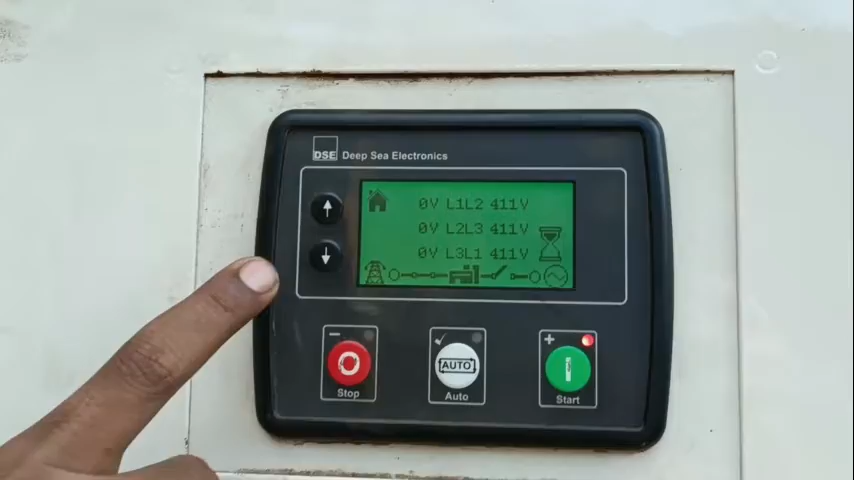 DSE Deep Sea Electronics
0V L1L2 411V
0V L2L3 411V
0V L3L1 411V
AUTO
Stop
Auto
Start